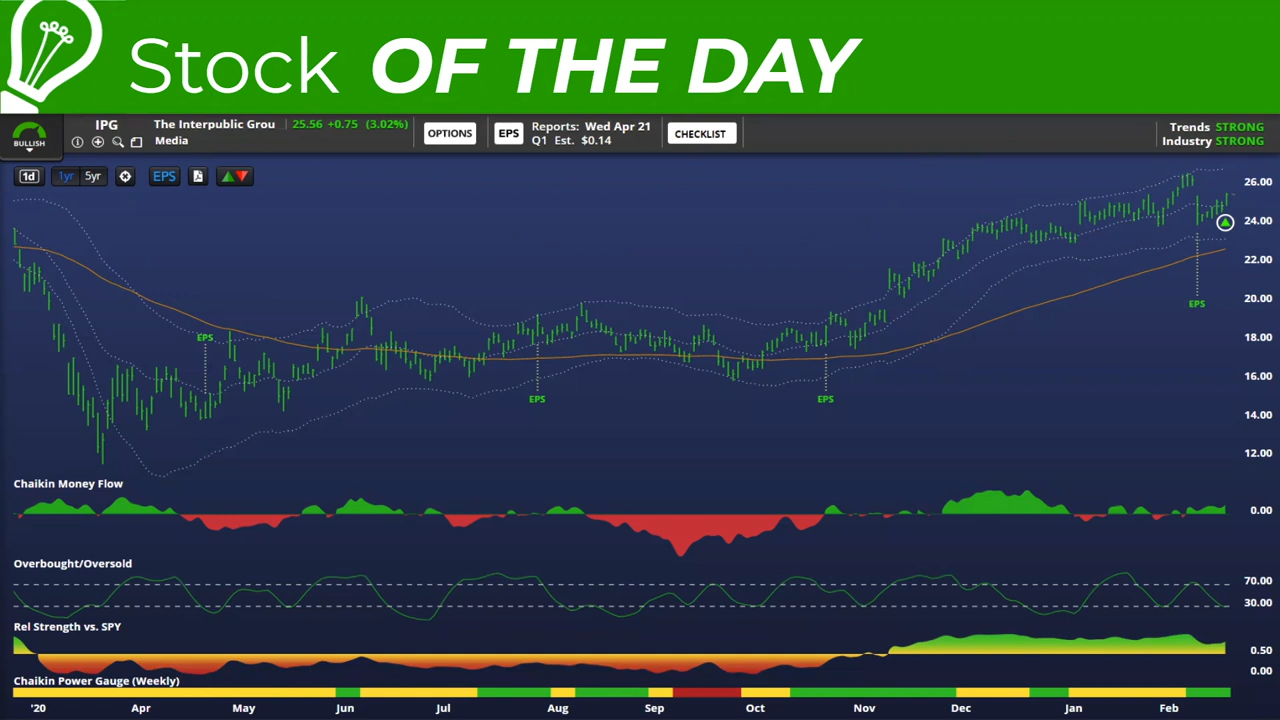 Stock OF THE DAY
BULLISH
IPG
The Interpublic Grou
Media
25.56 +0.75 (3.02%)
OPTIONS
EPS
Reports: Wed Apr 21
Q1 Est. $0.14
CHECKLIST
Trends STRONG
Industry STRONG
1d
1yr 5yr
EPS
26.00
24.00
22.00
20.00
18.00
16.00
14.00
12.00
EPS
EPS
EPS
EPS
Chaikin Money Flow
0.00
Overbought/Oversold
70.00
30.00
Rel Strength vs. SPY
0.50
0.00
Chaikin Power Gauge (Weekly)
'20 Apr May Jun Jul Aug Sep Oct Nov Dec Jan Feb